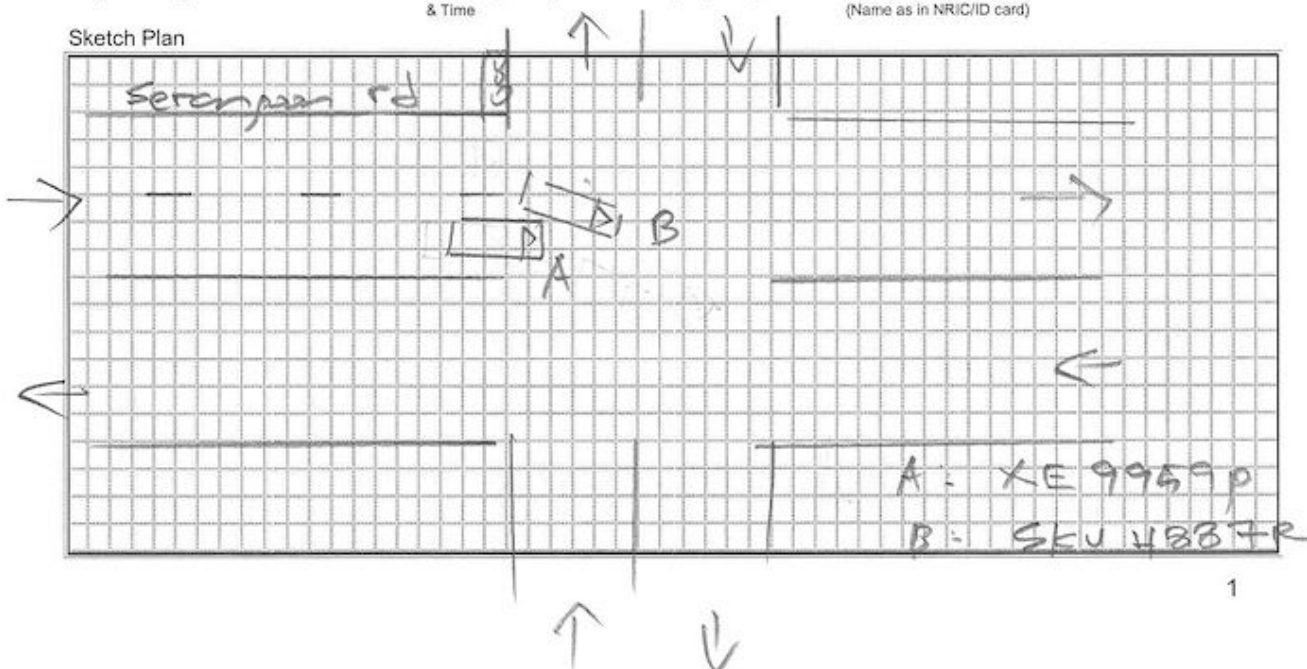 & Time
(Name as in NRIC/ID card)
Sketch Plan
Serangoon rd
B
A
A: XE 9959P
B: SKU 4887R
1